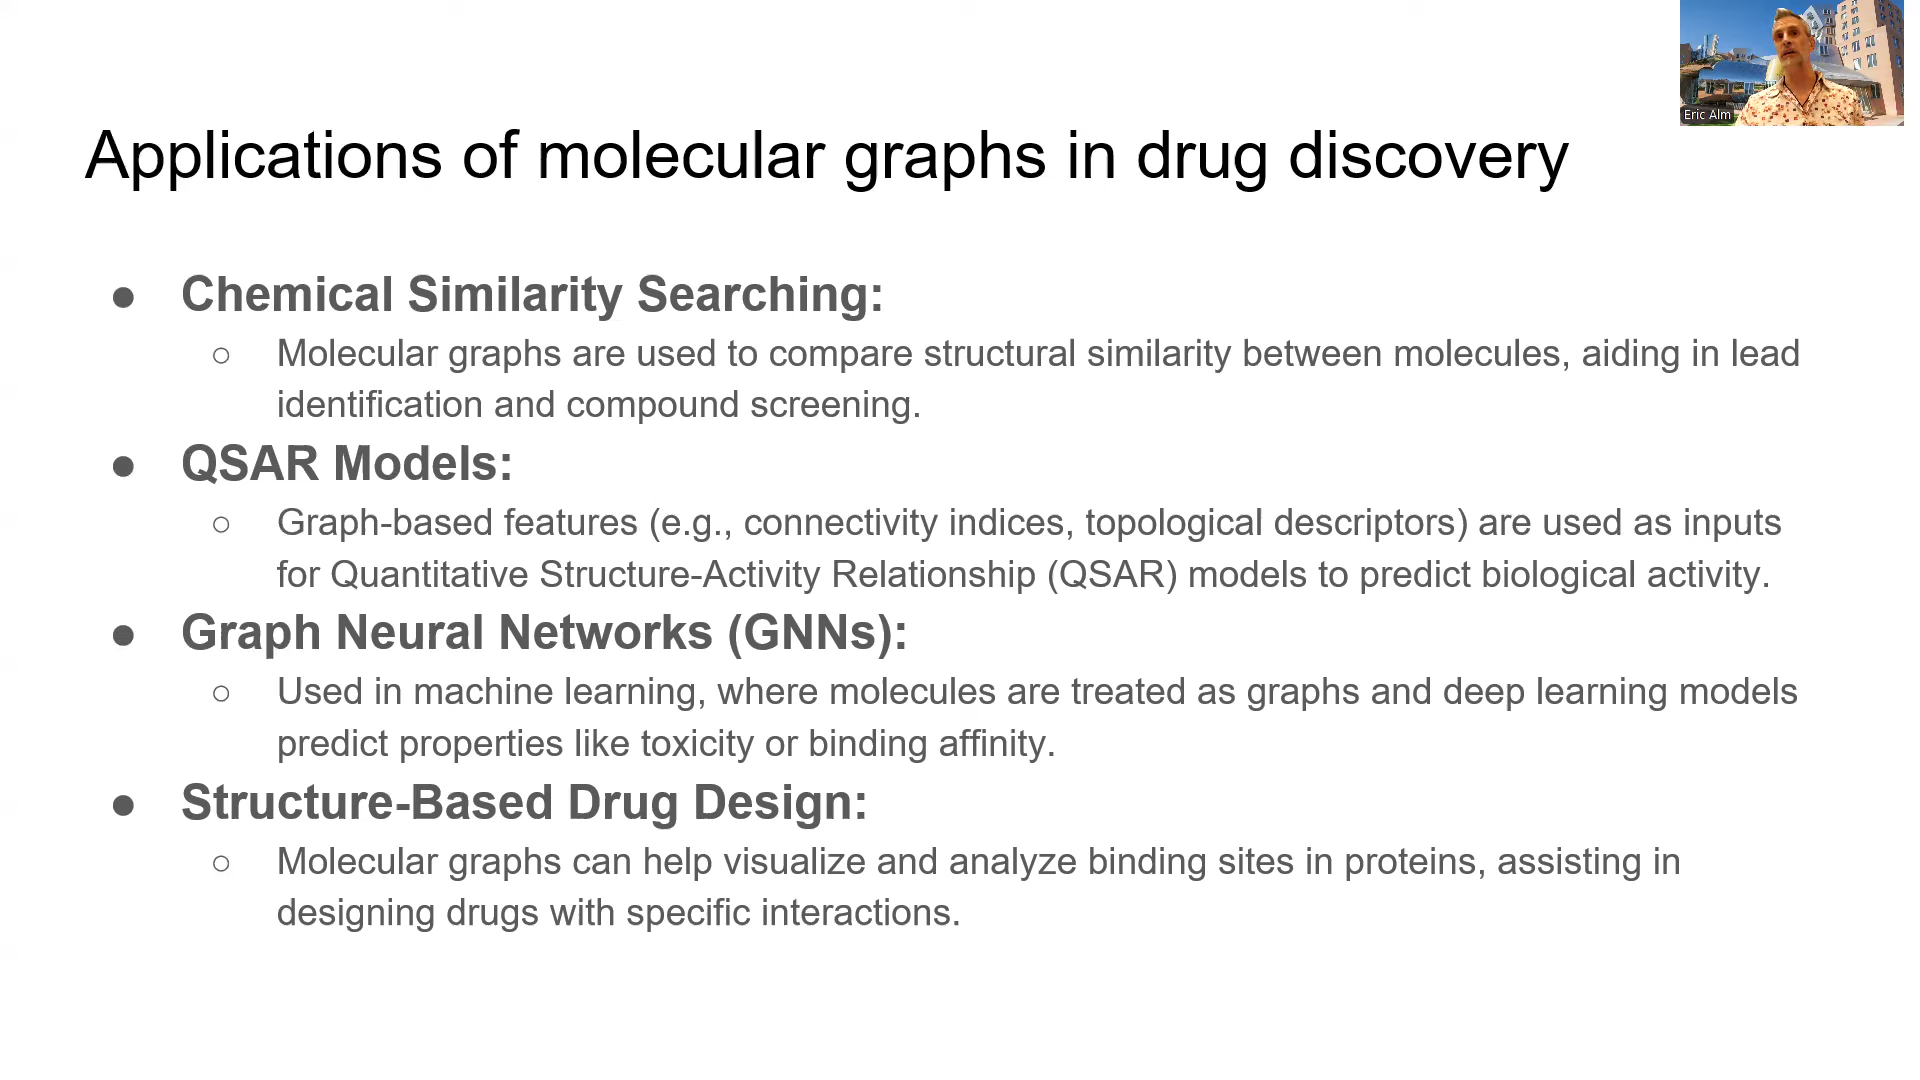 Eric Alm
Applications of molecular graphs in drug discovery
● Chemical Similarity Searching:
○ Molecular graphs are used to compare structural similarity between molecules, aiding in lead
identification and compound screening.
● QSAR Models:
○ Graph-based features (e.g., connectivity indices, topological descriptors) are used as inputs
for Quantitative Structure-Activity Relationship (QSAR) models to predict biological activity.
● Graph Neural Networks (GNNs):
○ Used in machine learning, where molecules are treated as graphs and deep learning models
predict properties like toxicity or binding affinity.
● Structure-Based Drug Design:
○ Molecular graphs can help visualize and analyze binding sites in proteins, assisting in
designing drugs with specific interactions.